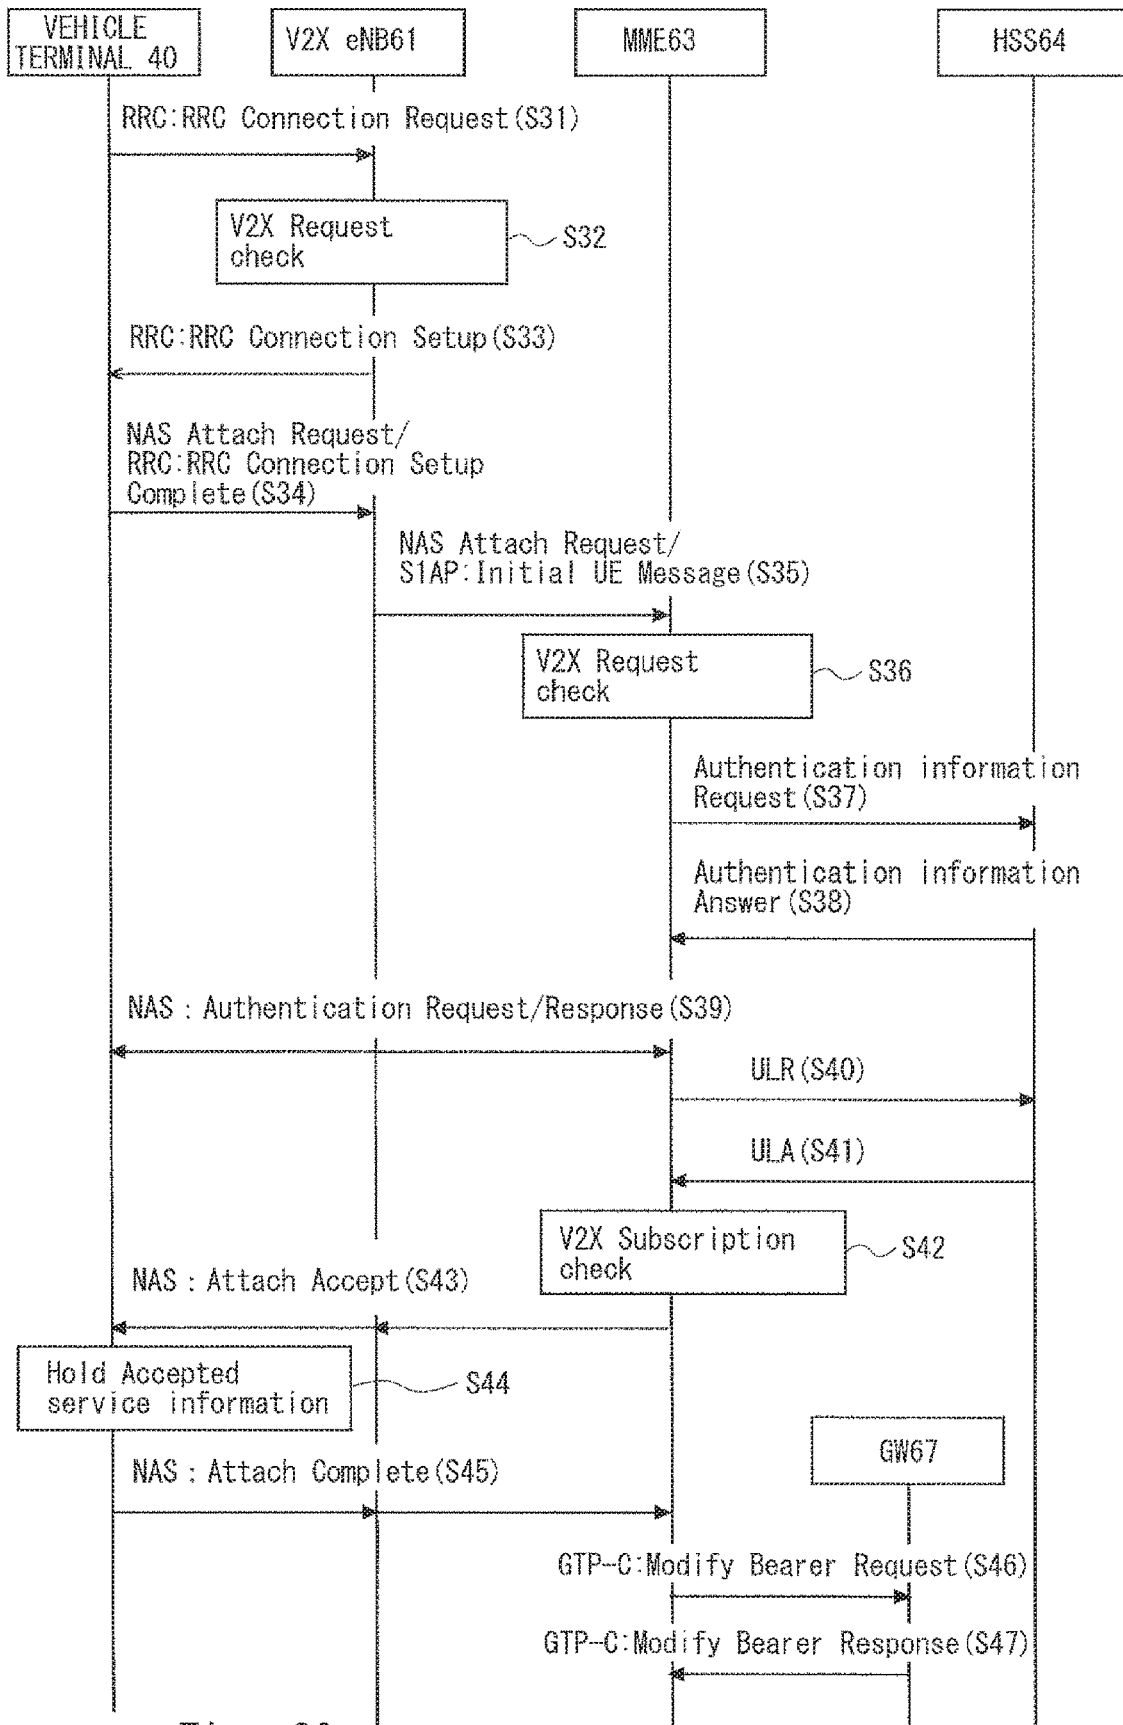 VEHICLE
TERMINAL 40
V2X eNB61
MME63
HSS64
RRC:RRC Connection Request(S31)
V2X Request
check
S32
RRC:RRC Connection Setup(S33)
NAS Attach Request/
RRC:RRC Connection Setup
Complete(S34)
NAS Attach Request/
S1AP:Initial UE Message(S35)
V2X Request
check
S36
Authentication information
Request(S37)
Authentication information
Answer(S38)
NAS:Authentication Request/Response(S39)
ULR(S40)
ULA(S41)
V2X Subscription
check
S42
NAS:Attach Accept(S43)
Hold Accepted
service information
S44
GW67
NAS:Attach Complete(S45)
GTP-C:Modify Bearer Request(S46)
GTP-C:Modify Bearer Response(S47)